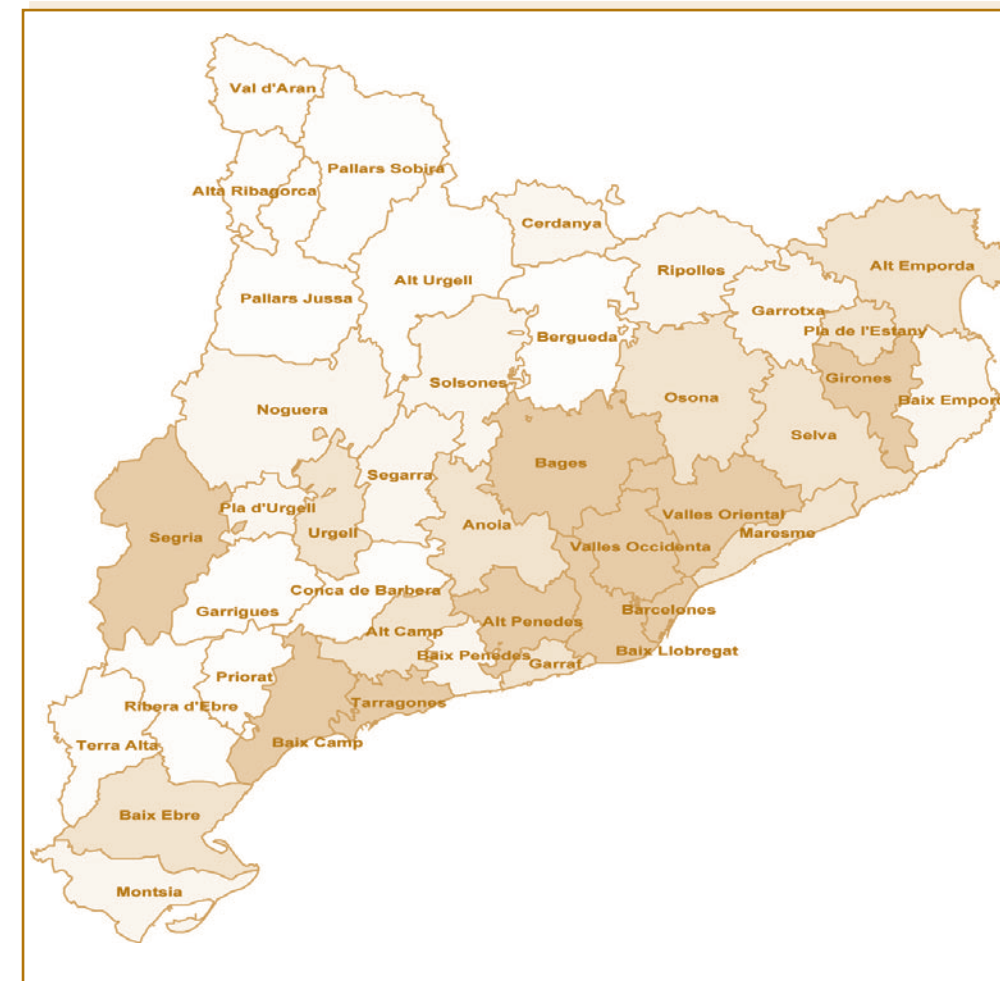 Val d'Aran
Pallars Sobirà
Alta Ribagorca
Cerdanya
Ripolles
Alt Emporda
Alt Urgell
Pallars Jussa
Garrotxa
Pla de l'Estany
Bergueda
Girones
Solsones
Osona
Baix Empord
Noguera
Selva
Bages
Segarra
Pla d'Urgell
Valles Oriental
Anoia
Urgell
Maresme
Segria
Valles Occidenta
Conca de Barbera
Garrigues
Barcelones
Alt Penedes
Alt Camp
Baix Llobregat
Baix Penedes
Garraf
Priorat
Tarragones
Ribera d'Ebre
Baix Camp
Terra Alta
Baix Ebre
Montsia